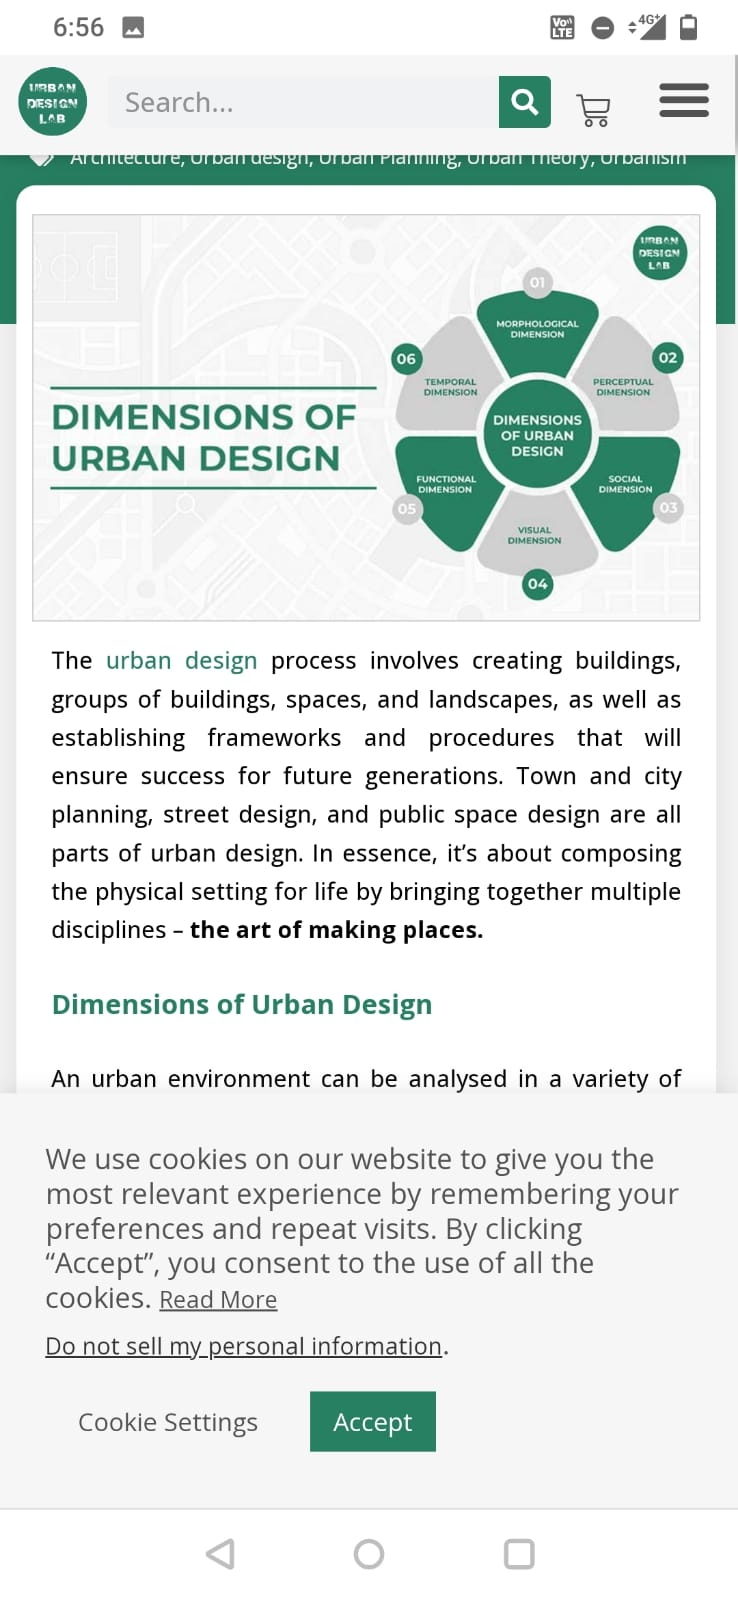 6:56
Vo LTE
4G+
URBAN
DESIGN
LAB
Search...
Architecture, Urban design, Urban Planning, Urban Theory, Urbanism
URBAN
DESIGN
LAB
01
MORPHOLOGICAL
DIMENSION
06
02
TEMPORAL
DIMENSION
PERCEPTUAL
DIMENSION
DIMENSIONS OF
URBAN DESIGN
DIMENSIONS
OF URBAN
DESIGN
FUNCTIONAL
DIMENSION
SOCIAL
DIMENSION
05
03
VISUAL
DIMENSION
04
The urban design process involves creating buildings,
groups of buildings, spaces, and landscapes, as well as
establishing frameworks and procedures that will
ensure success for future generations. Town and city
planning, street design, and public space design are all
parts of urban design. In essence, it’s about composing
the physical setting for life by bringing together multiple
disciplines – the art of making places.
Dimensions of Urban Design
An urban environment can be analysed in a variety of
We use cookies on our website to give you the
most relevant experience by remembering your
preferences and repeat visits. By clicking
“Accept”, you consent to the use of all the
cookies. Read More
Do not sell my personal information.
Cookie Settings
Accept